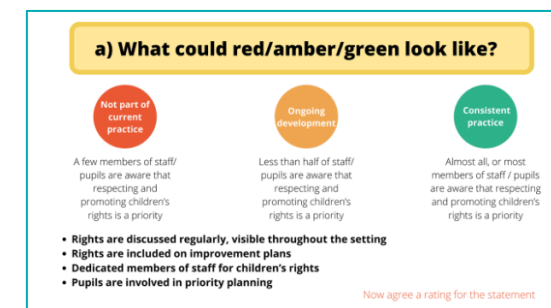 a) What could red/amber/green look like?
Not part of
current
practice
Ongoing
development
Consistent
practice
A few members of staff/
pupils are aware that
respecting and
promoting children's
rights is a priority
Less than half of staff/
pupils are aware that
respecting and
promoting children's
rights is a priority
Almost all, or most
members of staff / pupils
are aware that respecting
and promoting children's
rights is a priority
• Rights are discussed regularly, visible throughout the setting
• Rights are included on improvement plans
• Dedicated members of staff for children's rights
• Pupils are involved in priority planning
Now agree a rating for the statement